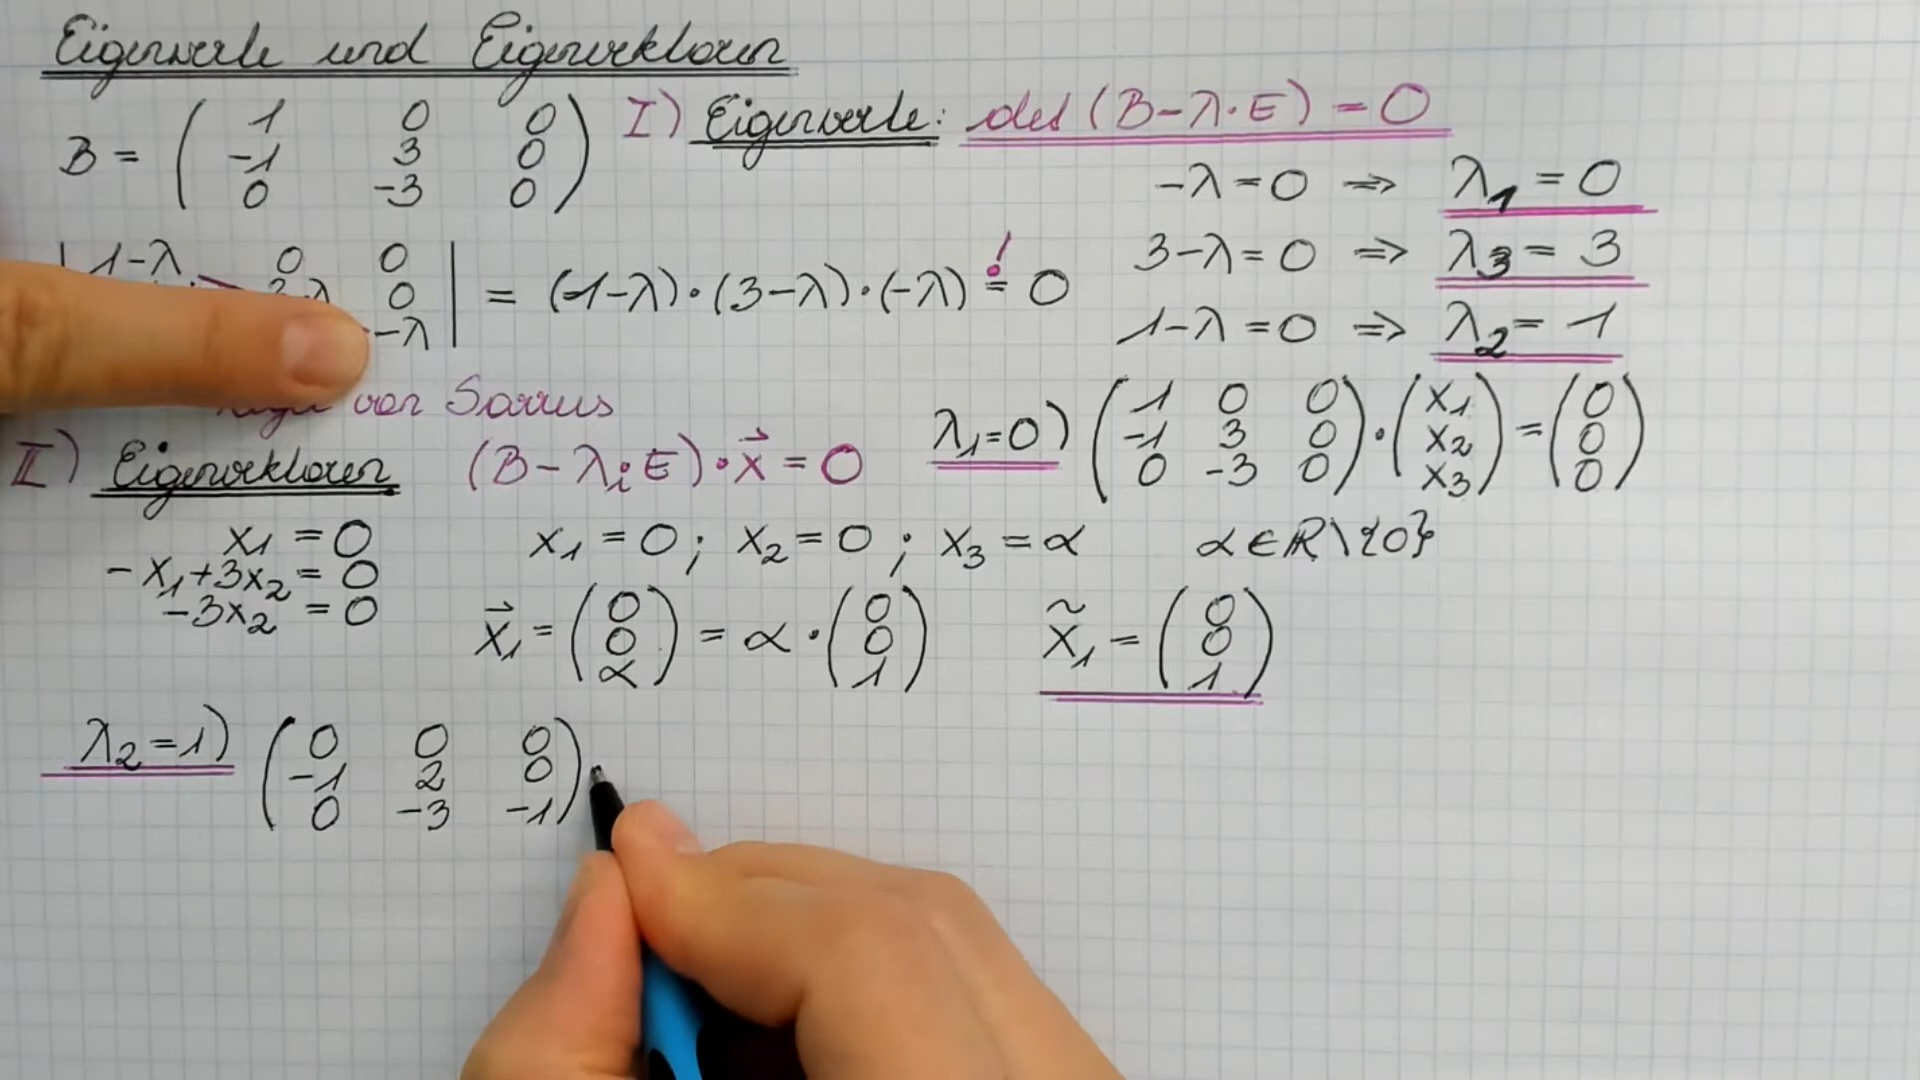 Eigenwerte und Eigenvektoren
B = ( 1 0 0
-1 3 0
0 -3 0 )
I) Eigenwerte: det (B-λ·E) = 0
-λ = 0 ⇒ λ1 = 0
3-λ = 0 ⇒ λ3 = 3
1-λ = 0 ⇒ λ2 = 1
| 1-λ 0 0
0
-λ | = (1-λ)·(3-λ)·(-λ) =! 0
von Sarrus
II) Eigenvektoren (B-λi·E)·x⃗ = 0
λ1=0) ( 1 0 0
-1 3 0
0 -3 0 ) · ( x1
x2
x3 ) = ( 0
0
0 )
x1 = 0
-x1+3x2 = 0
-3x2 = 0
x1 = 0; x2 = 0; x3 = α α∈R\{0}
x⃗1 = ( 0
0
α ) = α · ( 0
0
1 )
x̃1 = ( 0
0
1 )
λ2=1) ( 0 0 0
-1 2 0
0 -3 -1 )